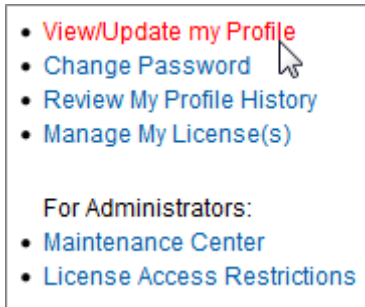 View/Update my Profile
Change Password
Review My Profile History
Manage My License(s)
For Administrators:
Maintenance Center
License Access Restrictions